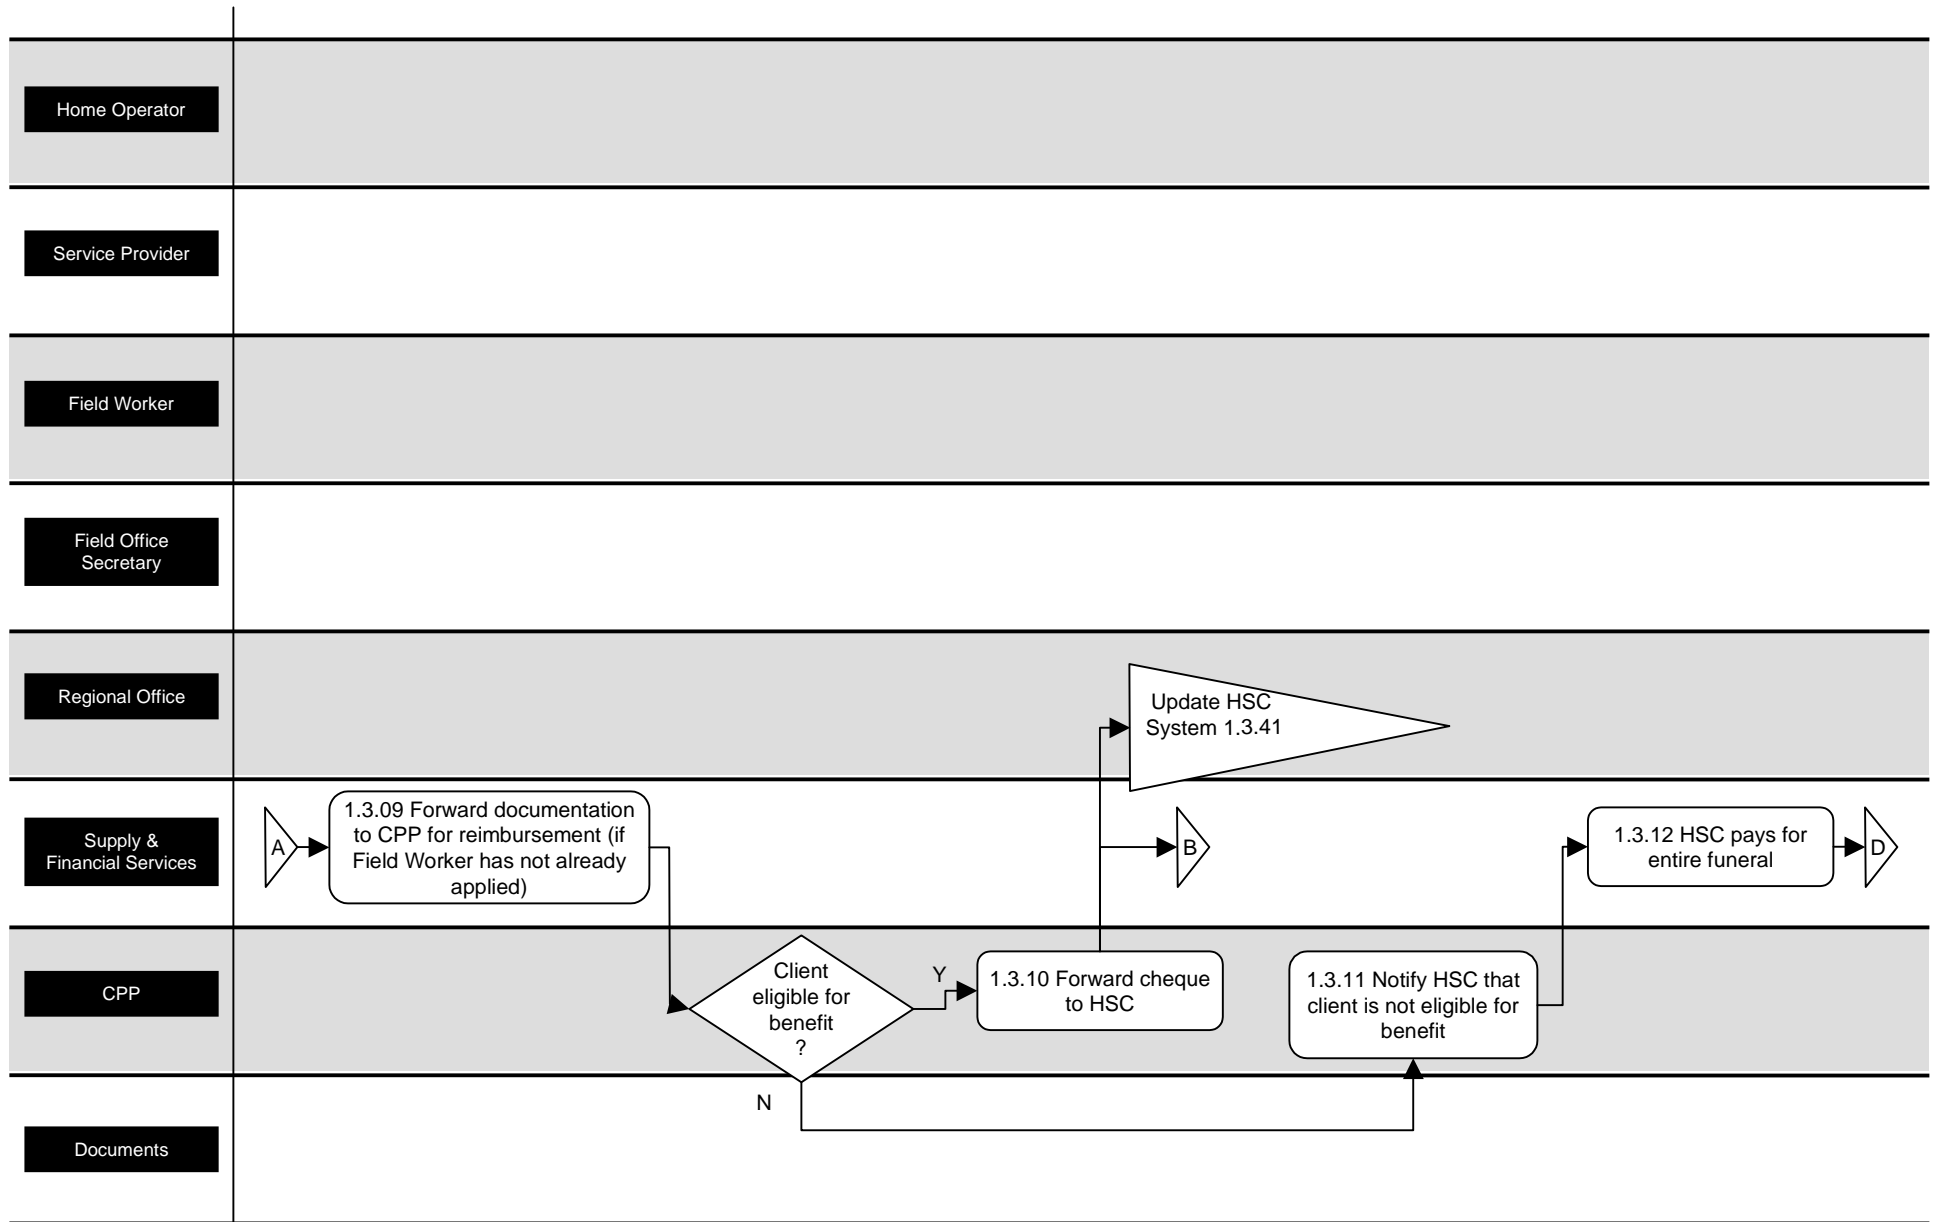 Home Operator
Service Provider
Field Worker
Field Office
Secretary
Regional Office
Update HSC
System 1.3.41
Supply &
Financial Services
A
1.3.09 Forward documentation
to CPP for reimbursement (if
Field Worker has not already
applied)
B
1.3.12 HSC pays for
entire funeral
D
CPP
Client
eligible for
benefit
?
Y
1.3.10 Forward cheque
to HSC
1.3.11 Notify HSC that
client is not eligible for
benefit
N
Documents